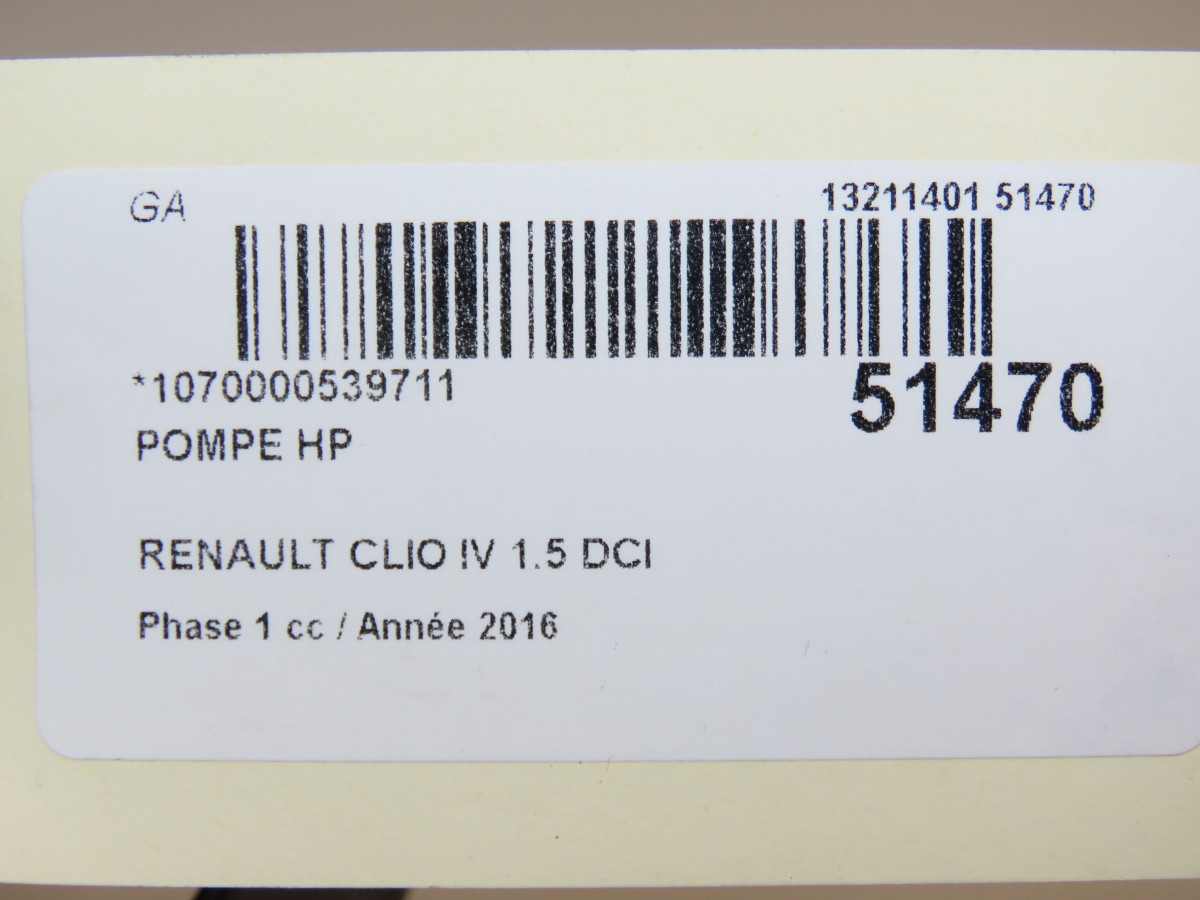 GA
13211401 51470
*1070000539711
51470
POMPE HP
RENAULT CLIO IV 1.5 DCI
Phase 1 cc / Année 2016